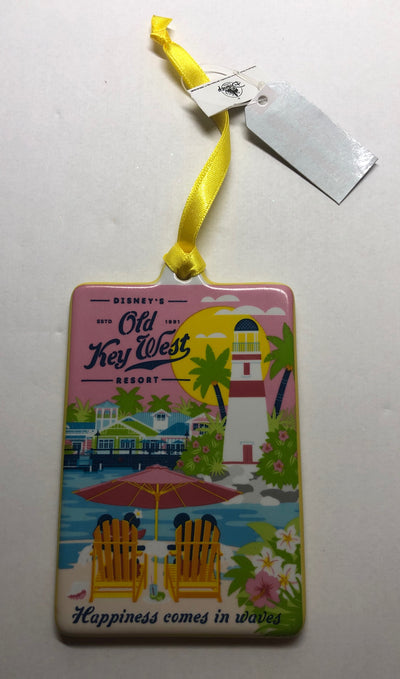 DISNEY'S
ESTD Old 1991
Key West
RESORT
Happiness comes in waves